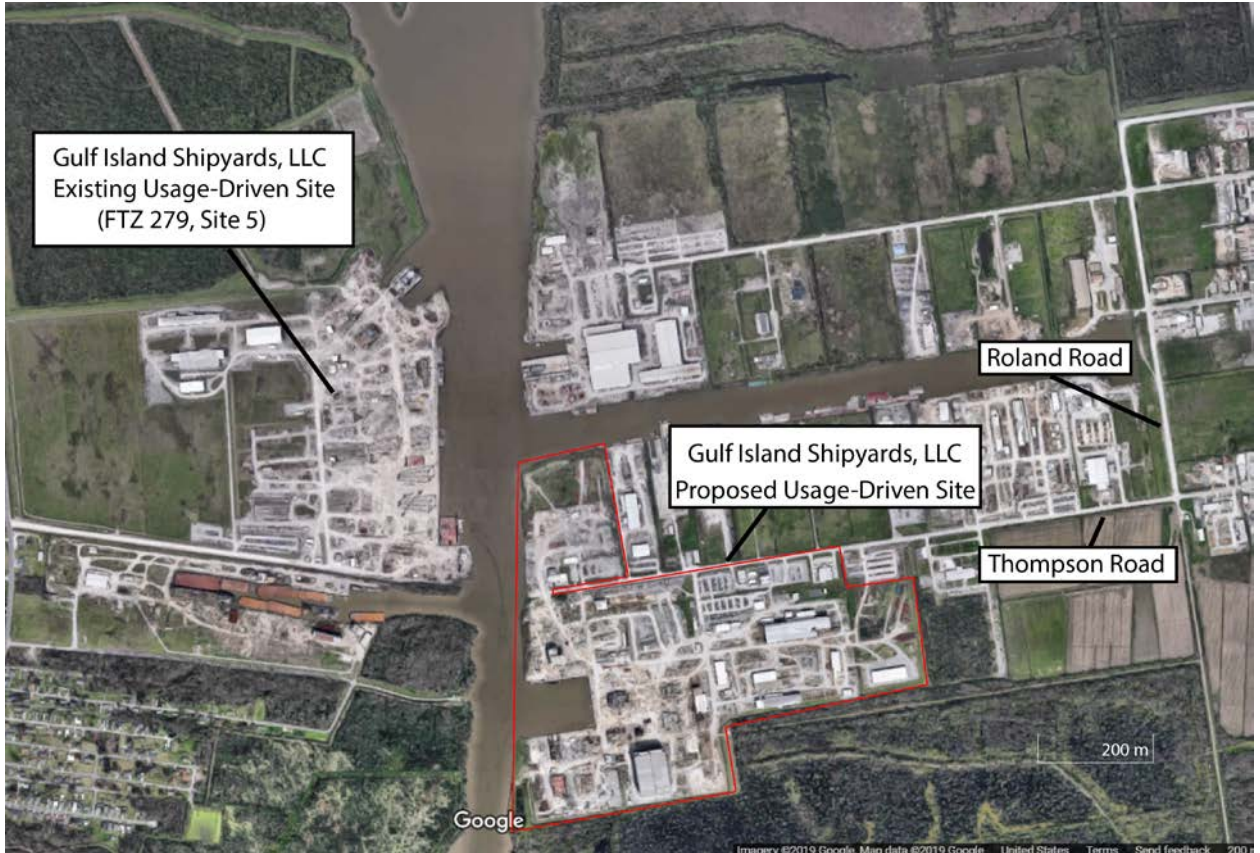 Gulf Island Shipyards, LLC
Existing Usage-Driven Site
(FTZ 279, Site 5)
Roland Road
Gulf Island Shipyards, LLC
Proposed Usage-Driven Site
Thompson Road
200 m
Google
Imagery ©2019 Google, Map data ©2019 Google United States Terms Send feedback 200